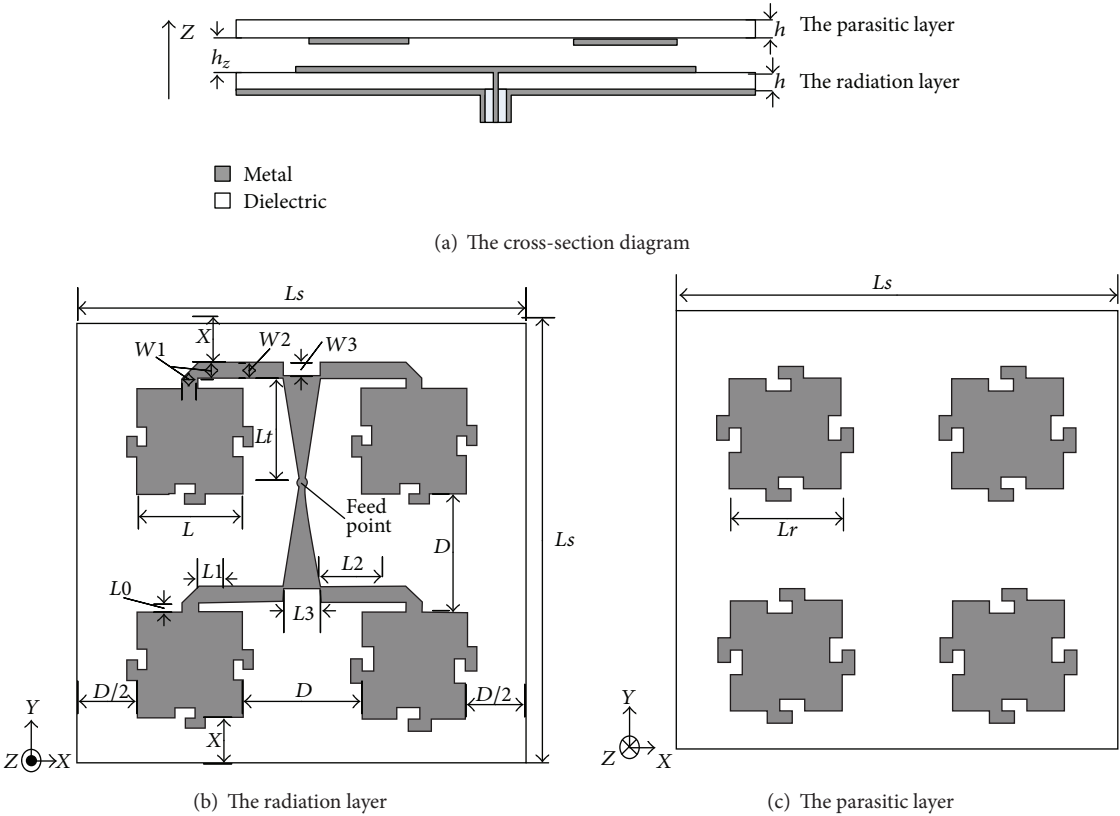 Z
h
The parasitic layer
hz
h
The radiation layer
Metal
Dielectric
(a) The cross-section diagram
Ls
Ls
X
W1
W2
W3
Lt
Feed
point
L
Lr
D
Ls
L1
L2
L0
L3
D/2
D
D/2
Y
X
Z
X
Y
Z
X
(b) The radiation layer
(c) The parasitic layer